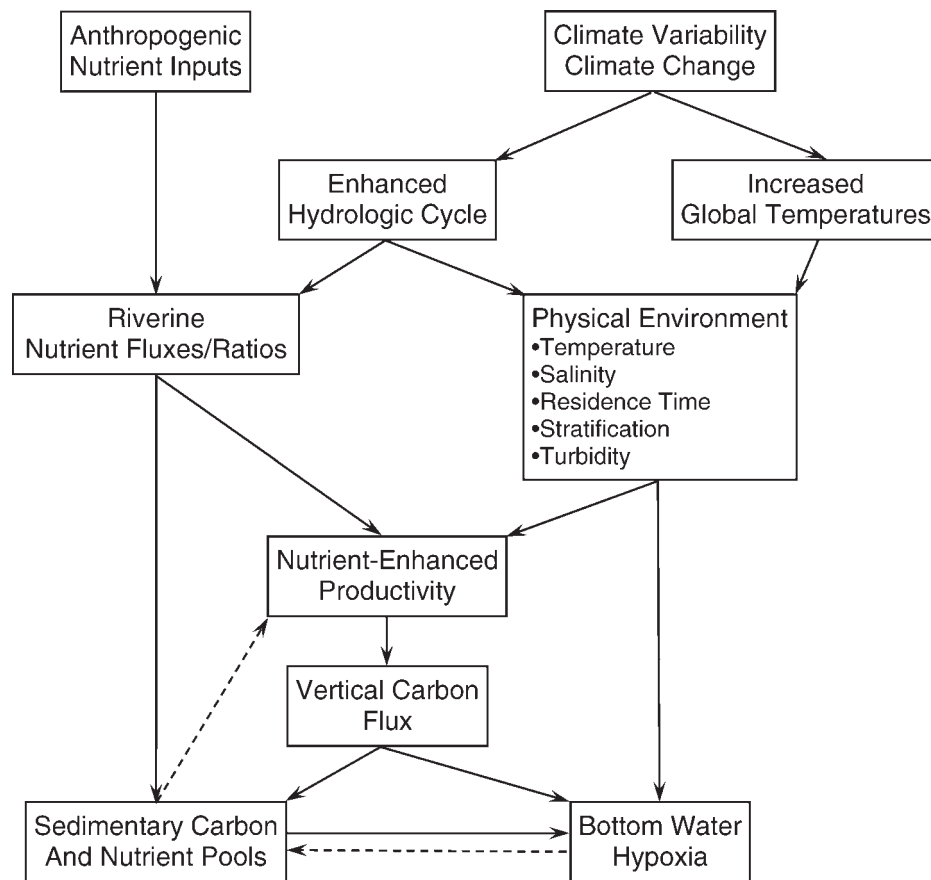 Anthropogenic
Nutrient Inputs
Climate Variability
Climate Change
Enhanced
Hydrologic Cycle
Increased
Global Temperatures
Riverine
Nutrient Fluxes/Ratios
Physical Environment
•Temperature
•Salinity
•Residence Time
•Stratification
•Turbidity
Nutrient-Enhanced
Productivity
Vertical Carbon
Flux
Sedimentary Carbon
And Nutrient Pools
Bottom Water
Hypoxia